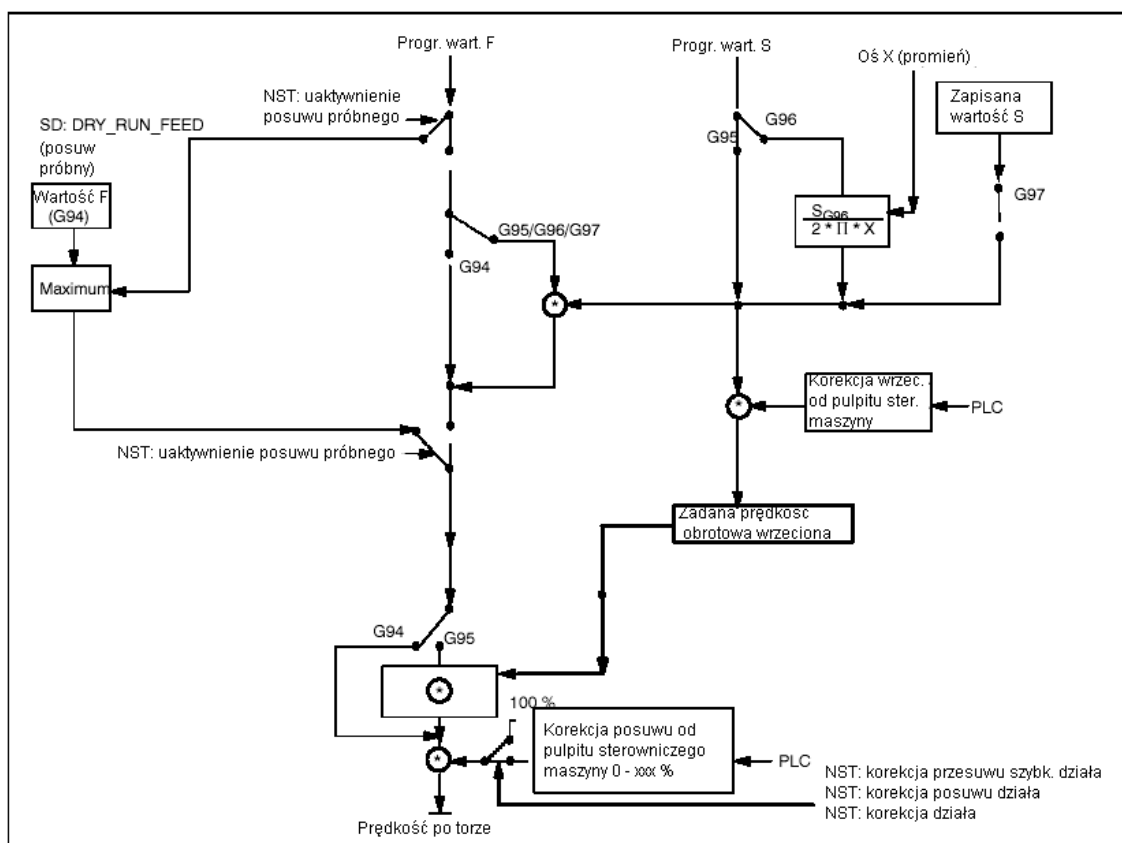 Progr. wart. F
Progr. wart. S
Oś X (promień)
NST: uaktywnienie
posuwu próbnego
Zapisana
wartość S
SD: DRY_RUN_FEED
(posuw
próbny)
G95
G96
G97
Wartość F
(G94)
S_G96
2 * Π * X
G95/G96/G97
G94
Maximum
*
Korekcja wrzec.
od pulpitu ster.
maszyny
PLC
*
NST: uaktywnienie posuwu próbnego
Zadana prędkosc
obrotowa wrzeciona
G94
G95
*
100 %
Korekcja posuwu od
pulpitu sterowniczego
maszyny 0 - xxx %
PLC
*
NST: korekcja przesuwu szybk. działa
NST: korekcja posuwu działa
NST: korekcja działa
Prędkość po torze